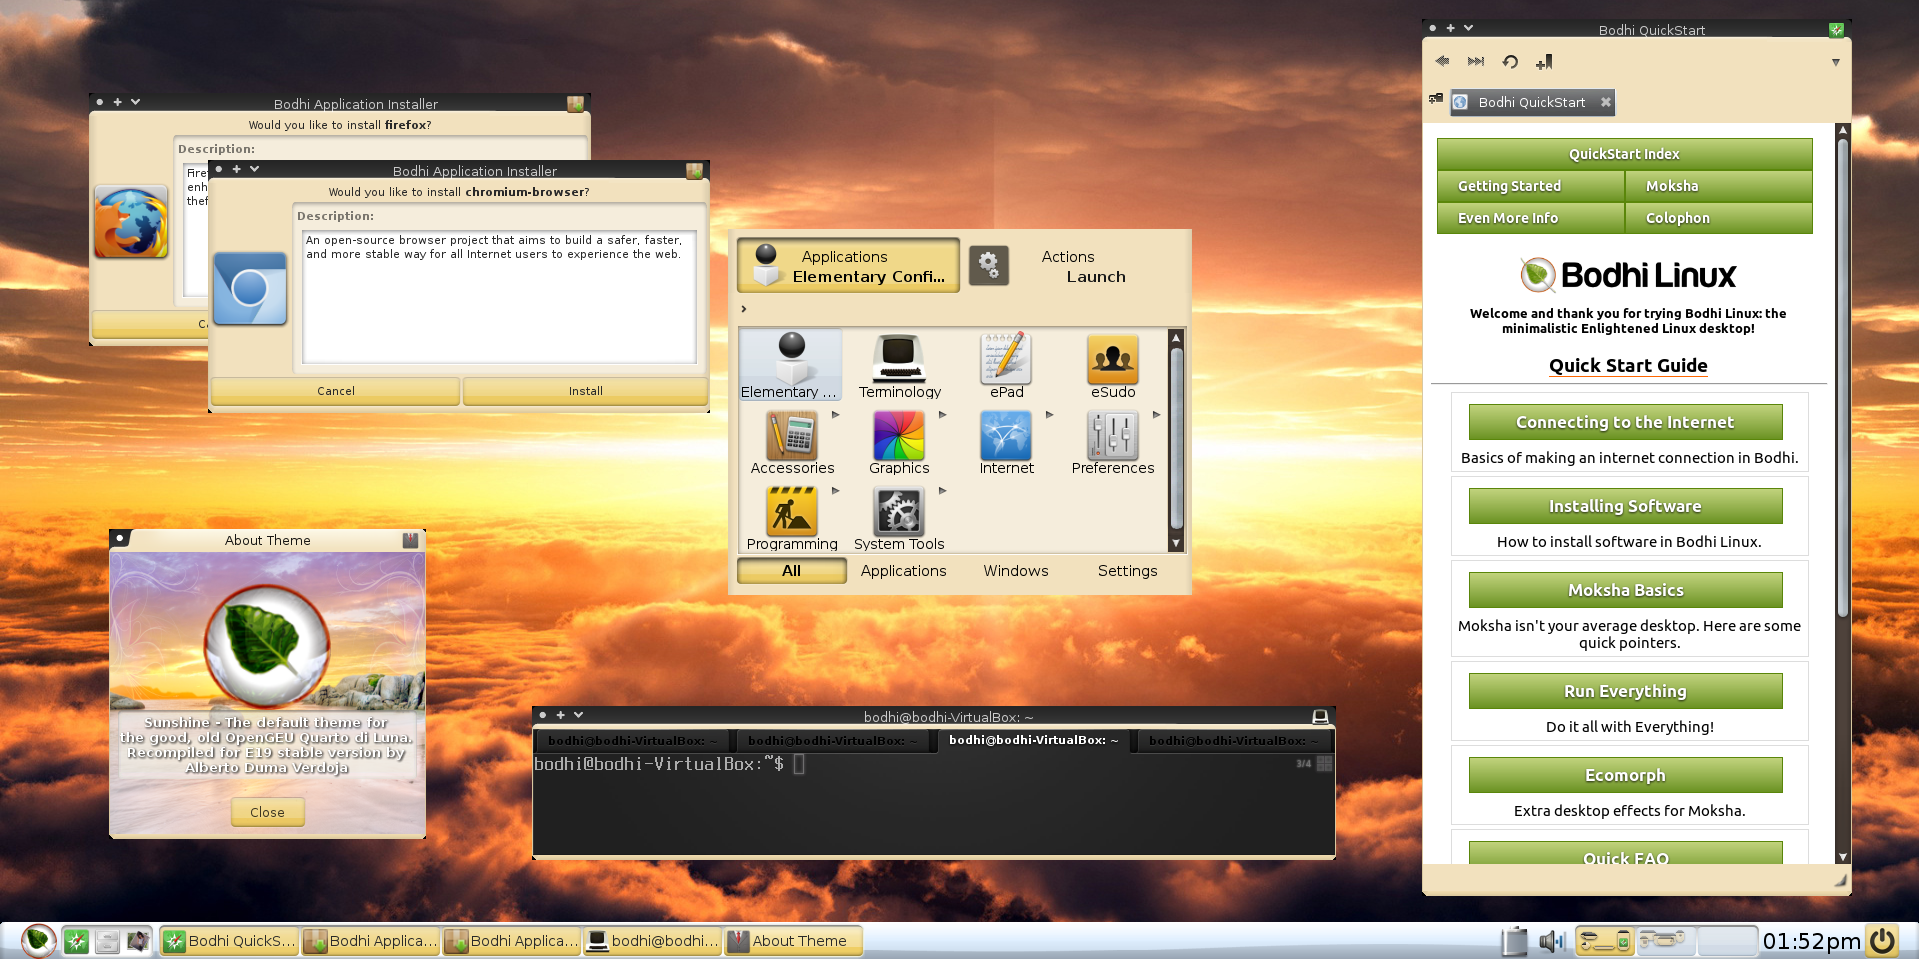 Bodhi Application Installer
Would you like to install firefox?
Description:
Bodhi Application Installer
Would you like to install chromium-browser?
Description:
An open-source browser project that aims to build a safer, faster,
and more stable way for all Internet users to experience the web.
Cancel
Install
Applications
Elementary Confi...
Actions
Launch
Elementary ...
Terminology
ePad
eSudo
Accessories
Graphics
Internet
Preferences
Programming
System Tools
All
Applications
Windows
Settings
About Theme
Sunshine - The default theme for
the good, old OpenGEU Quarto di Luna.
Recompiled for E19 stable version by
Alberto Duma Verdoja
Close
bodhi@bodhi-VirtualBox: ~
bodhi@bodhi-VirtualBox: ~
bodhi@bodhi-VirtualBox: ~
bodhi@bodhi-VirtualBox: ~
bodhi@bodhi-VirtualBox: ~
bodhi@bodhi-VirtualBox:~$
3/4
Bodhi QuickStart
Bodhi QuickStart
QuickStart Index
Getting Started
Moksha
Even More Info
Colophon
Bodhi Linux
Welcome and thank you for trying Bodhi Linux: the
minimalistic Enlightened Linux desktop!
Quick Start Guide
Connecting to the Internet
Basics of making an internet connection in Bodhi.
Installing Software
How to install software in Bodhi Linux.
Moksha Basics
Moksha isn't your average desktop. Here are some
quick pointers.
Run Everything
Do it all with Everything!
Ecomorph
Extra desktop effects for Moksha.
Quick FAQ
Bodhi QuickS...
Bodhi Applica...
Bodhi Applica...
bodhi@bodhi...
About Theme
01:52pm